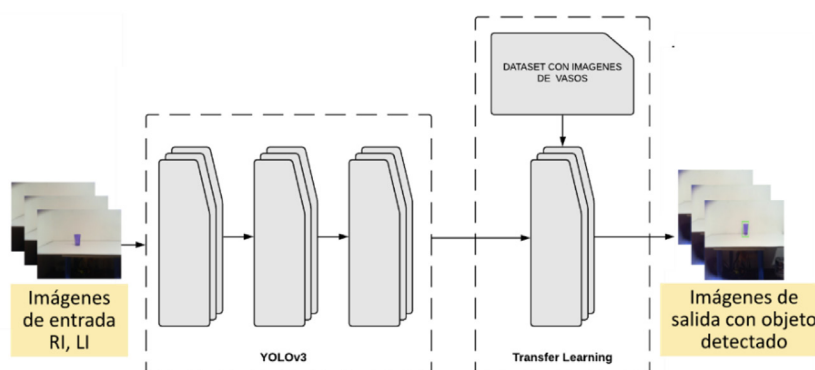 DATASET CON IMAGENES
DE VASOS
Imágenes
de entrada
RI, LI
YOLOv3
Transfer Learning
Imágenes de
salida con objeto
detectado